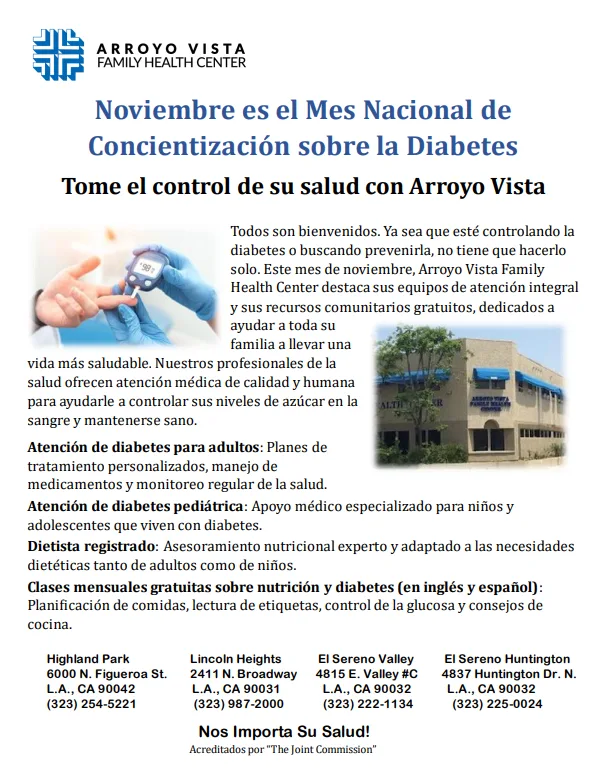 ARROYO VISTA
FAMILY HEALTH CENTER
Noviembre es el Mes Nacional de
Concientización sobre la Diabetes
Tome el control de su salud con Arroyo Vista
Todos son bienvenidos. Ya sea que esté controlando la
diabetes o buscando prevenirla, no tiene que hacerlo
solo. Este mes de noviembre, Arroyo Vista Family
Health Center destaca sus equipos de atención integral
y sus recursos comunitarios gratuitos, dedicados a
ayudar a toda su
familia a llevar una
vida más saludable. Nuestros profesionales de la
salud ofrecen atención médica de calidad y humana
para ayudarle a controlar sus niveles de azúcar en la
sangre y mantenerse sano.
98
HEALTH CENTER
ARROYO VISTA
FAMILY HEALTH
CENTER
Atención de diabetes para adultos: Planes de
tratamiento personalizados, manejo de
medicamentos y monitoreo regular de la salud.
Atención de diabetes pediátrica: Apoyo médico especializado para niños y
adolescentes que viven con diabetes.
Dietista registrado: Asesoramiento nutricional experto y adaptado a las necesidades
dietéticas tanto de adultos como de niños.
Clases mensuales gratuitas sobre nutrición y diabetes (en inglés y español):
Planificación de comidas, lectura de etiquetas, control de la glucosa y consejos de
cocina.
Highland Park
6000 N. Figueroa St.
L.A., CA 90042
(323) 254-5221
Lincoln Heights
2411 N. Broadway
L.A., CA 90031
(323) 987-2000
El Sereno Valley
4815 E. Valley #C
L.A., CA 90032
(323) 222-1134
El Sereno Huntington
4837 Huntington Dr. N.
L.A., CA 90032
(323) 225-0024
Nos Importa Su Salud!
Acreditados por “The Joint Commission”